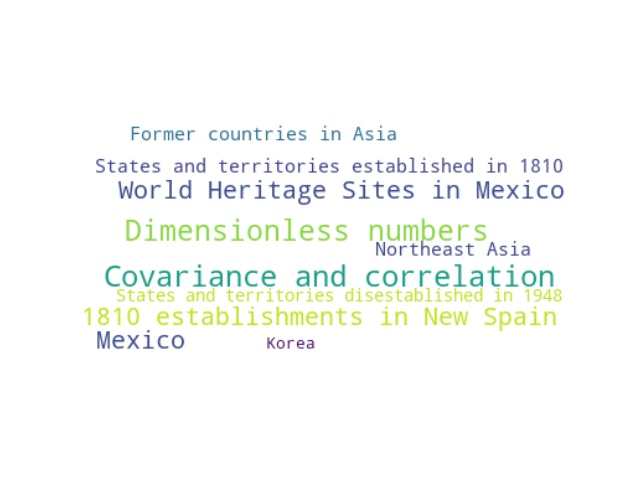 Former countries in Asia
States and territories established in 1810
World Heritage Sites in Mexico
Dimensionless numbers
Northeast Asia
Covariance and correlation
States and territories disestablished in 1948
1810 establishments in New Spain
Mexico
Korea